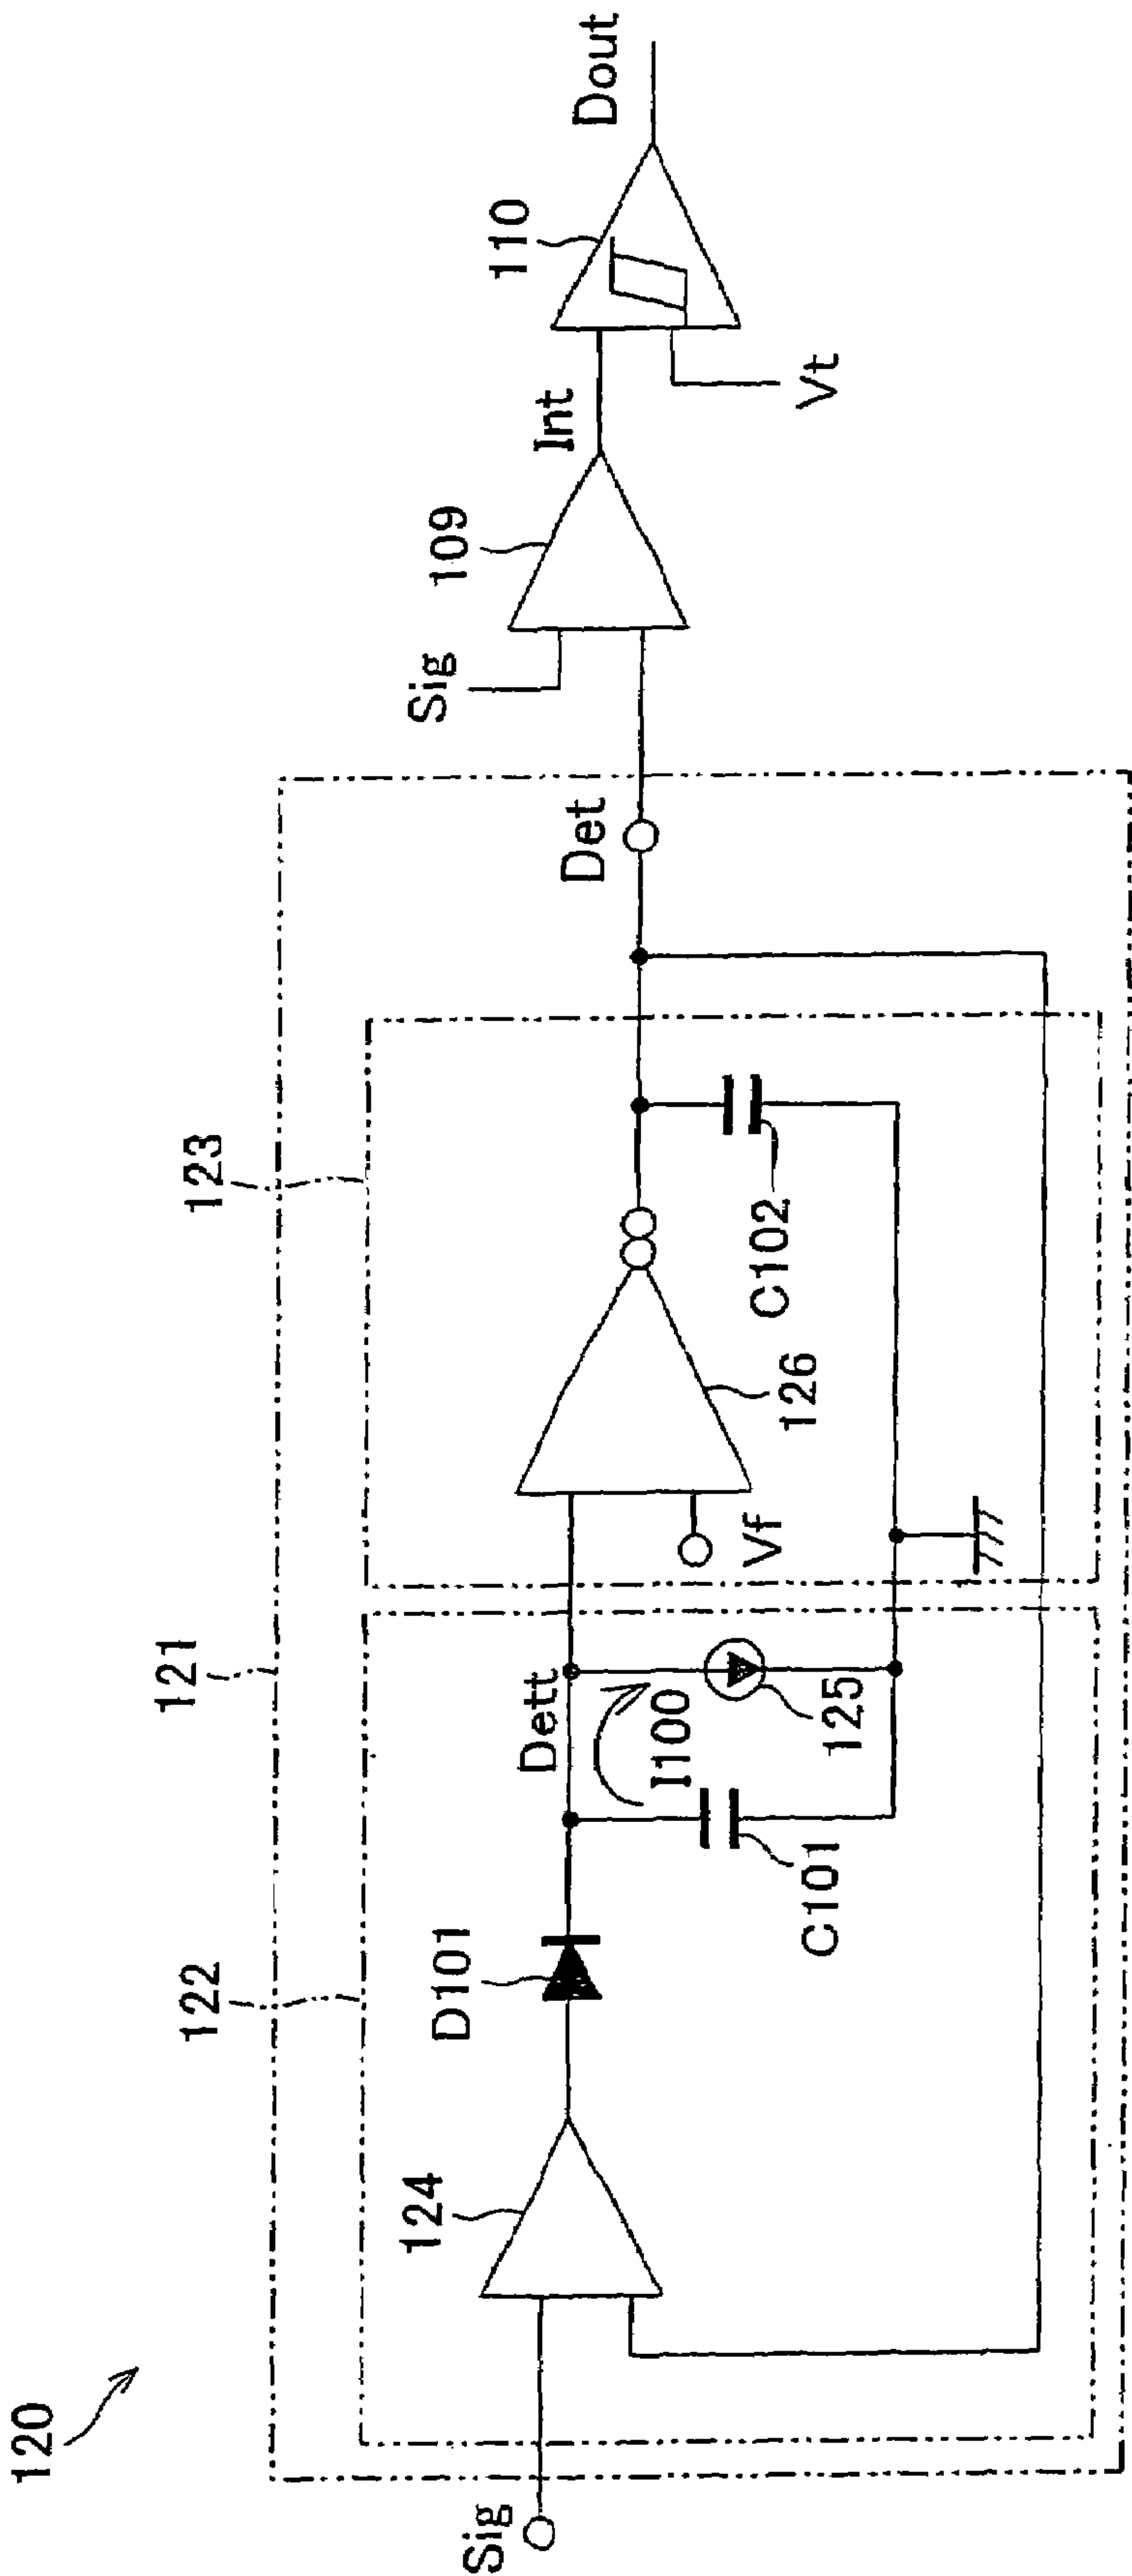 120
121
122
123
Sig
124
D101
Dett
I100
C101
125
Vf
126
C102
Det
Sig
109
Int
110
Vt
Dout